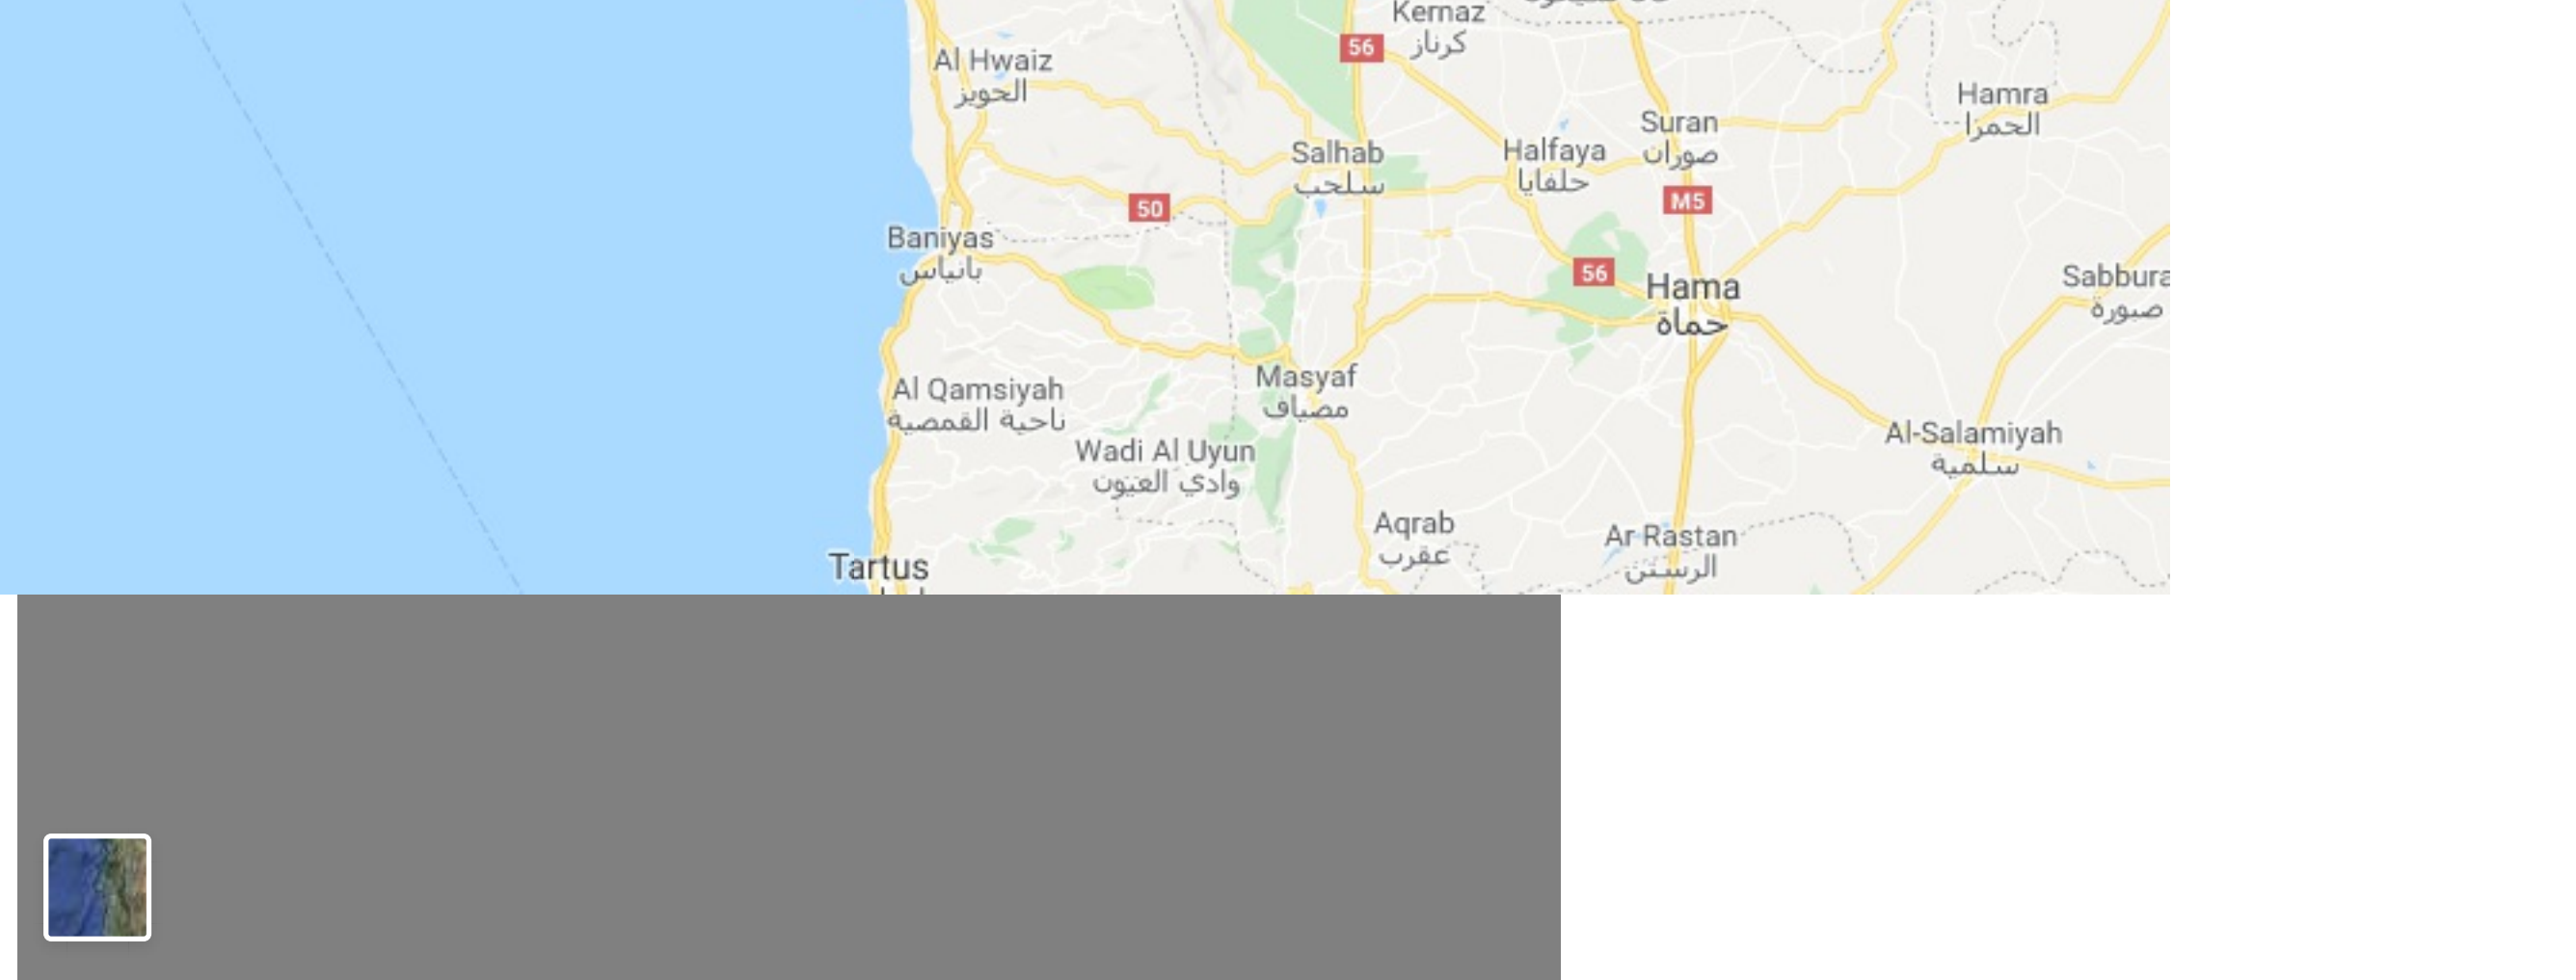 Kernaz
كرناز
56
Al Hwaiz
الحويز
Hamra
الحمرا
Suran
صوران
Salhab
سلحب
Halfaya
حلفايا
50
M5
Baniyas
بانياس
56
Hama
حماة
Sabbura
صبورة
Masyaf
مصياف
Al Qamsiyah
ناحية القمصية
Al-Salamiyah
سلمية
Wadi Al Uyun
وادي العيون
Aqrab
عقرب
Ar Rastan
الرستن
Tartus